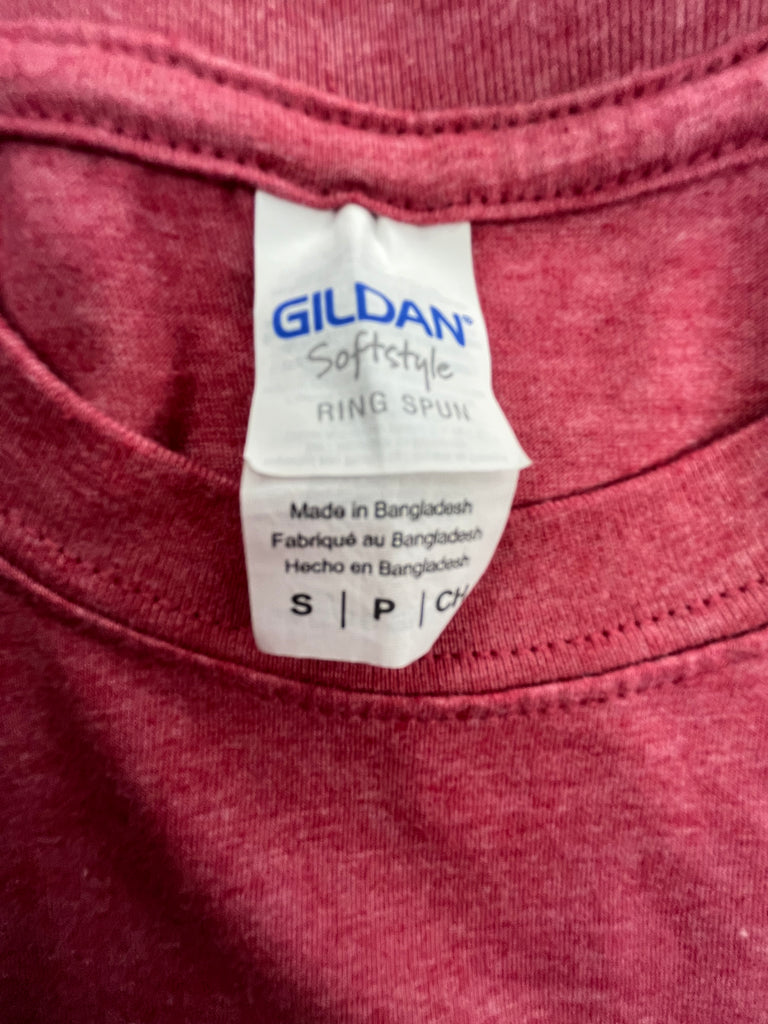 GILDAN®
Softstyle
RING SPUN
Made in Bangladesh
Fabriqué au Bangladesh
Hecho en Bangladesh
S | P | CH